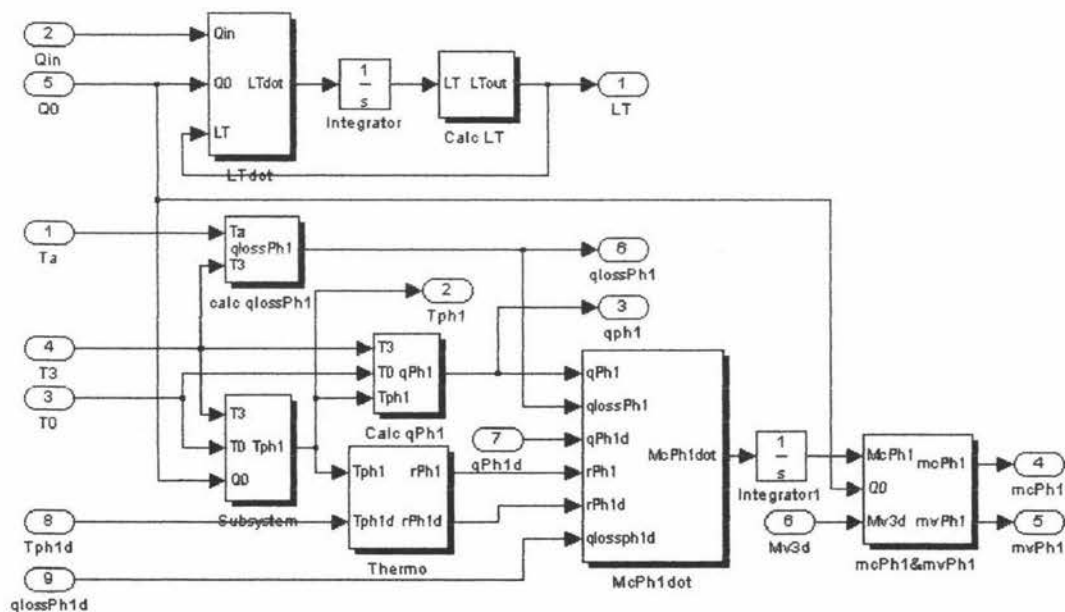 2
Qin
5
Q0
Qin
Q0
LT
LTdot
LTdot
1
s
Integrator
LT
LTout
Calc LT
1
LT
1
Ta
Ta
qlossPh1
T3
calc qlossPh1
6
qlossPh1
2
Tph1
3
qph1
4
T3
3
T0
T3
T0
qPh1
Tph1
Calc qPh1
T3
T0
Tph1
Q0
Subsystem
7
qPh1d
Tph1
rPh1
Tph1d
rPh1d
Thermo
8
Tph1d
9
qlossPh1d
qPh1
qlossPh1
qPh1d
rPh1
rPh1d
qlossph1d
McPh1dot
McPh1dot
1
s
Integrator1
6
Mv3d
McPh1
mcPh1
Q0
Mv3d
mvPh1
mcPh1&mvPh1
4
mcPh1
5
mvPh1